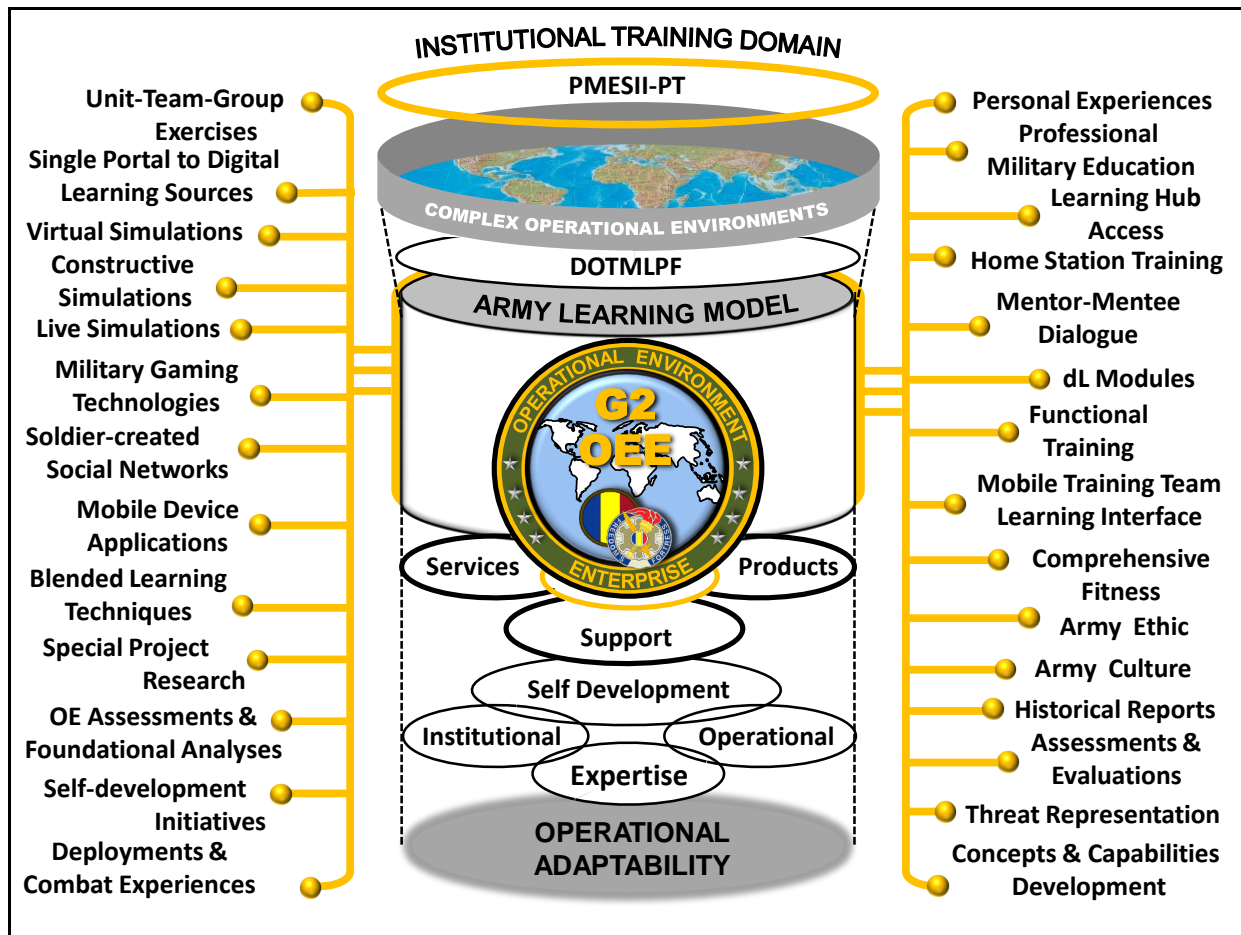 INSTITUTIONAL TRAINING DOMAIN
PMESII-PT
COMPLEX OPERATIONAL ENVIRONMENTS
DOTMLPF
ARMY LEARNING MODEL
OPERATIONAL ENVIRONMENT
G2
OEE
FREEDOM'S FORTRESS
ENTERPRISE
Services
Products
Support
Self Development
Institutional
Operational
Expertise
OPERATIONAL
ADAPTABILITY
Unit-Team-Group
Exercises
Single Portal to Digital
Learning Sources
Virtual Simulations
Constructive
Simulations
Live Simulations
Military Gaming
Technologies
Soldier-created
Social Networks
Mobile Device
Applications
Blended Learning
Techniques
Special Project
Research
OE Assessments &
Foundational Analyses
Self-development
Initiatives
Deployments &
Combat Experiences
Personal Experiences
Professional
Military Education
Learning Hub
Access
Home Station Training
Mentor-Mentee
Dialogue
dL Modules
Functional
Training
Mobile Training Team
Learning Interface
Comprehensive
Fitness
Army Ethic
Army Culture
Historical Reports
Assessments &
Evaluations
Threat Representation
Concepts & Capabilities
Development